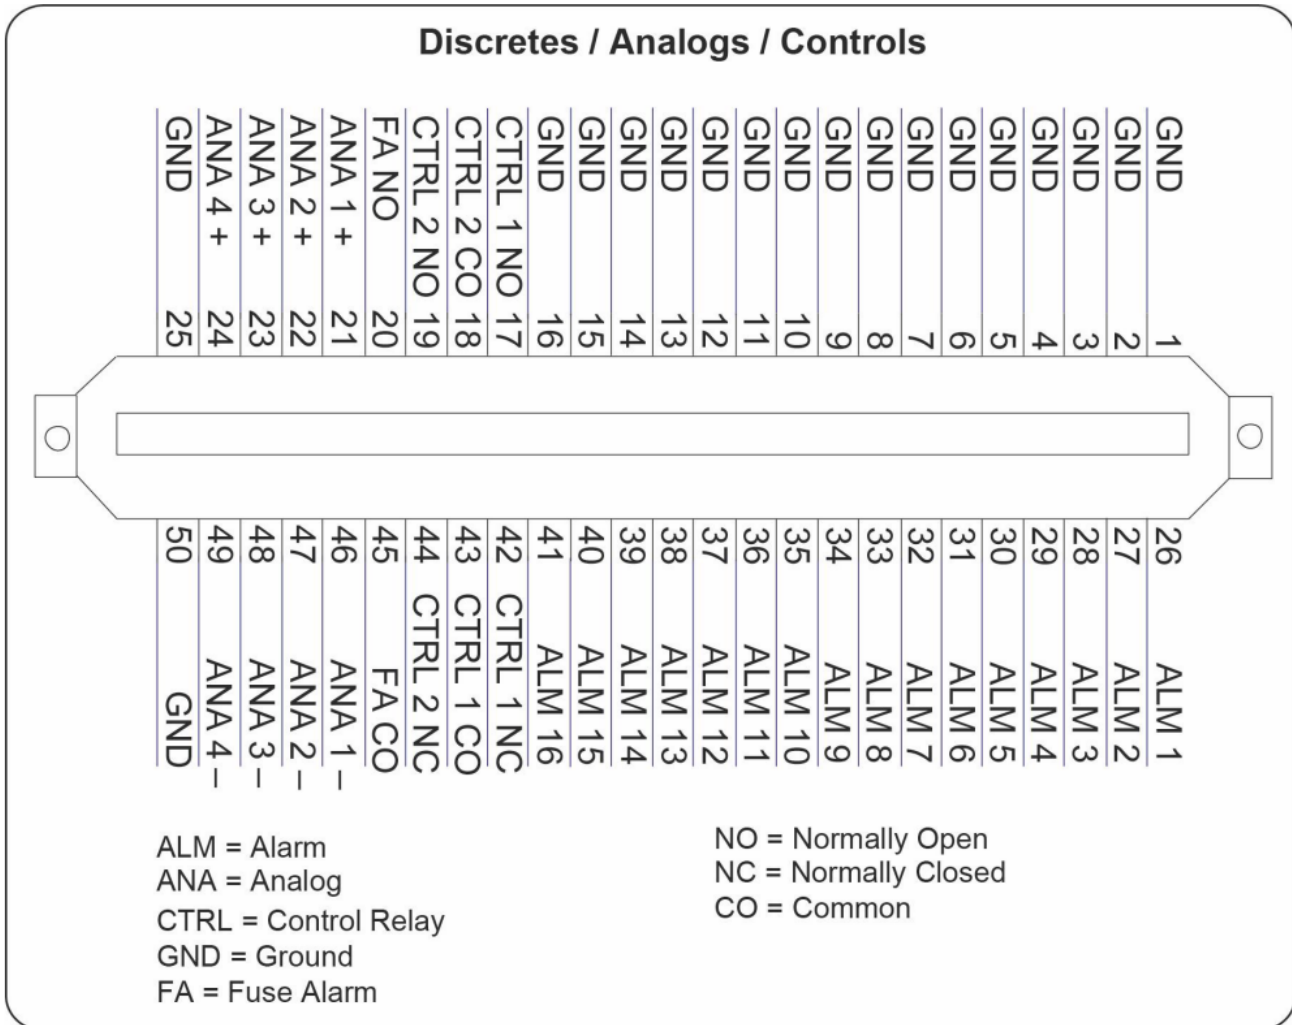 Discretes / Analogs / Controls
GND 25
ANA 4 + 24
ANA 3 + 23
ANA 2 + 22
ANA 1 + 21
FA NO 20
CTRL 2 NO 19
CTRL 2 CO 18
CTRL 1 NO 17
GND 16
GND 15
GND 14
GND 13
GND 12
GND 11
GND 10
GND 9
GND 8
GND 7
GND 6
GND 5
GND 4
GND 3
GND 2
GND 1
50 GND
49 ANA 4 –
48 ANA 3 –
47 ANA 2 –
46 ANA 1 –
45 FA CO
44 CTRL 2 NC
43 CTRL 1 CO
42 CTRL 1 NC
41 ALM 16
40 ALM 15
39 ALM 14
38 ALM 13
37 ALM 12
36 ALM 11
35 ALM 10
34 ALM 9
33 ALM 8
32 ALM 7
31 ALM 6
30 ALM 5
29 ALM 4
28 ALM 3
27 ALM 2
26 ALM 1
ALM = Alarm
ANA = Analog
CTRL = Control Relay
GND = Ground
FA = Fuse Alarm
NO = Normally Open
NC = Normally Closed
CO = Common